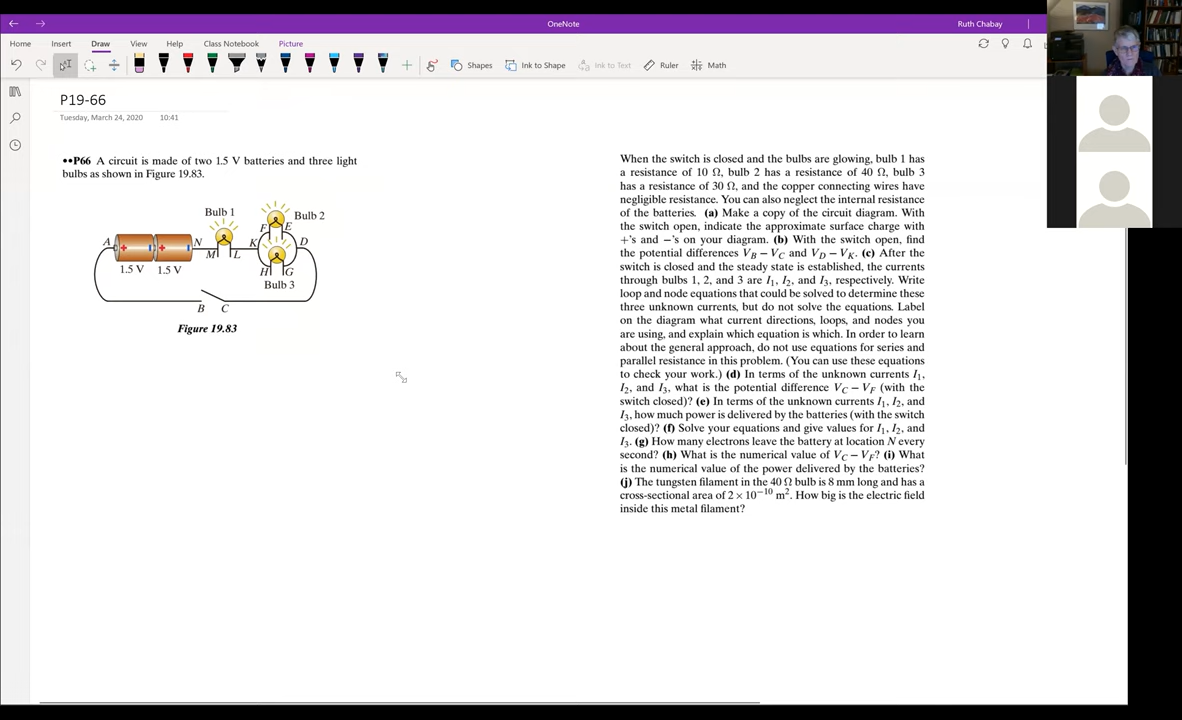 OneNote
Ruth Chabay
Home Insert Draw View Help Class Notebook Picture
Shapes Ink to Shape Ink to Text Ruler Math
P19-66
Tuesday, March 24, 2020 10:41
••P66 A circuit is made of two 1.5 V batteries and three light
bulbs as shown in Figure 19.83.
Bulb 1
Bulb 2
F E
A N K D
M L
1.5 V 1.5 V
H G
Bulb 3
B C
Figure 19.83
When the switch is closed and the bulbs are glowing, bulb 1 has
a resistance of 10 Ω, bulb 2 has a resistance of 40 Ω, bulb 3
has a resistance of 30 Ω, and the copper connecting wires have
negligible resistance. You can also neglect the internal resistance
of the batteries. (a) Make a copy of the circuit diagram. With
the switch open, indicate the approximate surface charge with
+'s and −'s on your diagram. (b) With the switch open, find
the potential differences V_B − V_C and V_D − V_K. (c) After the
switch is closed and the steady state is established, the currents
through bulbs 1, 2, and 3 are I₁, I₂, and I₃, respectively. Write
loop and node equations that could be solved to determine these
three unknown currents, but do not solve the equations. Label
on the diagram what current directions, loops, and nodes you
are using, and explain which equation is which. In order to learn
about the general approach, do not use equations for series and
parallel resistance in this problem. (You can use these equations
to check your work.) (d) In terms of the unknown currents I₁,
I₂, and I₃, what is the potential difference V_C − V_F (with the
switch closed)? (e) In terms of the unknown currents I₁, I₂, and
I₃, how much power is delivered by the batteries (with the switch
closed)? (f) Solve your equations and give values for I₁, I₂, and
I₃. (g) How many electrons leave the battery at location N every
second? (h) What is the numerical value of V_C − V_F? (i) What
is the numerical value of the power delivered by the batteries?
(j) The tungsten filament in the 40 Ω bulb is 8 mm long and has a
cross-sectional area of 2 × 10⁻¹⁰ m². How big is the electric field
inside this metal filament?